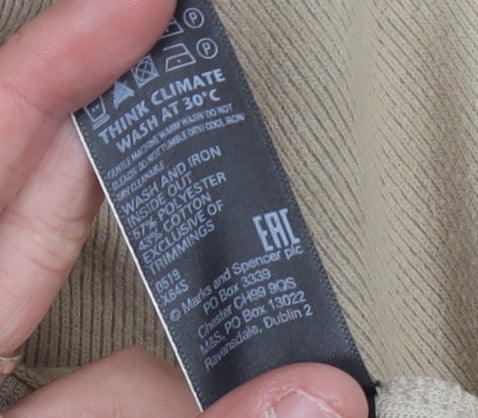 THINK CLIMATE
WASH AT 30°C
GENTLE MACHINE WARM WASH DO NOT
BLEACH DO NOT TUMBLE DRY COOL IRON
DRY CLEANABLE
WASH AND IRON
INSIDE OUT
57% POLYESTER
43% COTTON
EXCLUSIVE OF
TRIMMINGS
EAC
0519
X64S
© Marks and Spencer plc
PO Box 3339
Chester CH99 9QS
M&S, PO Box 13022
Ravensdale, Dublin 2